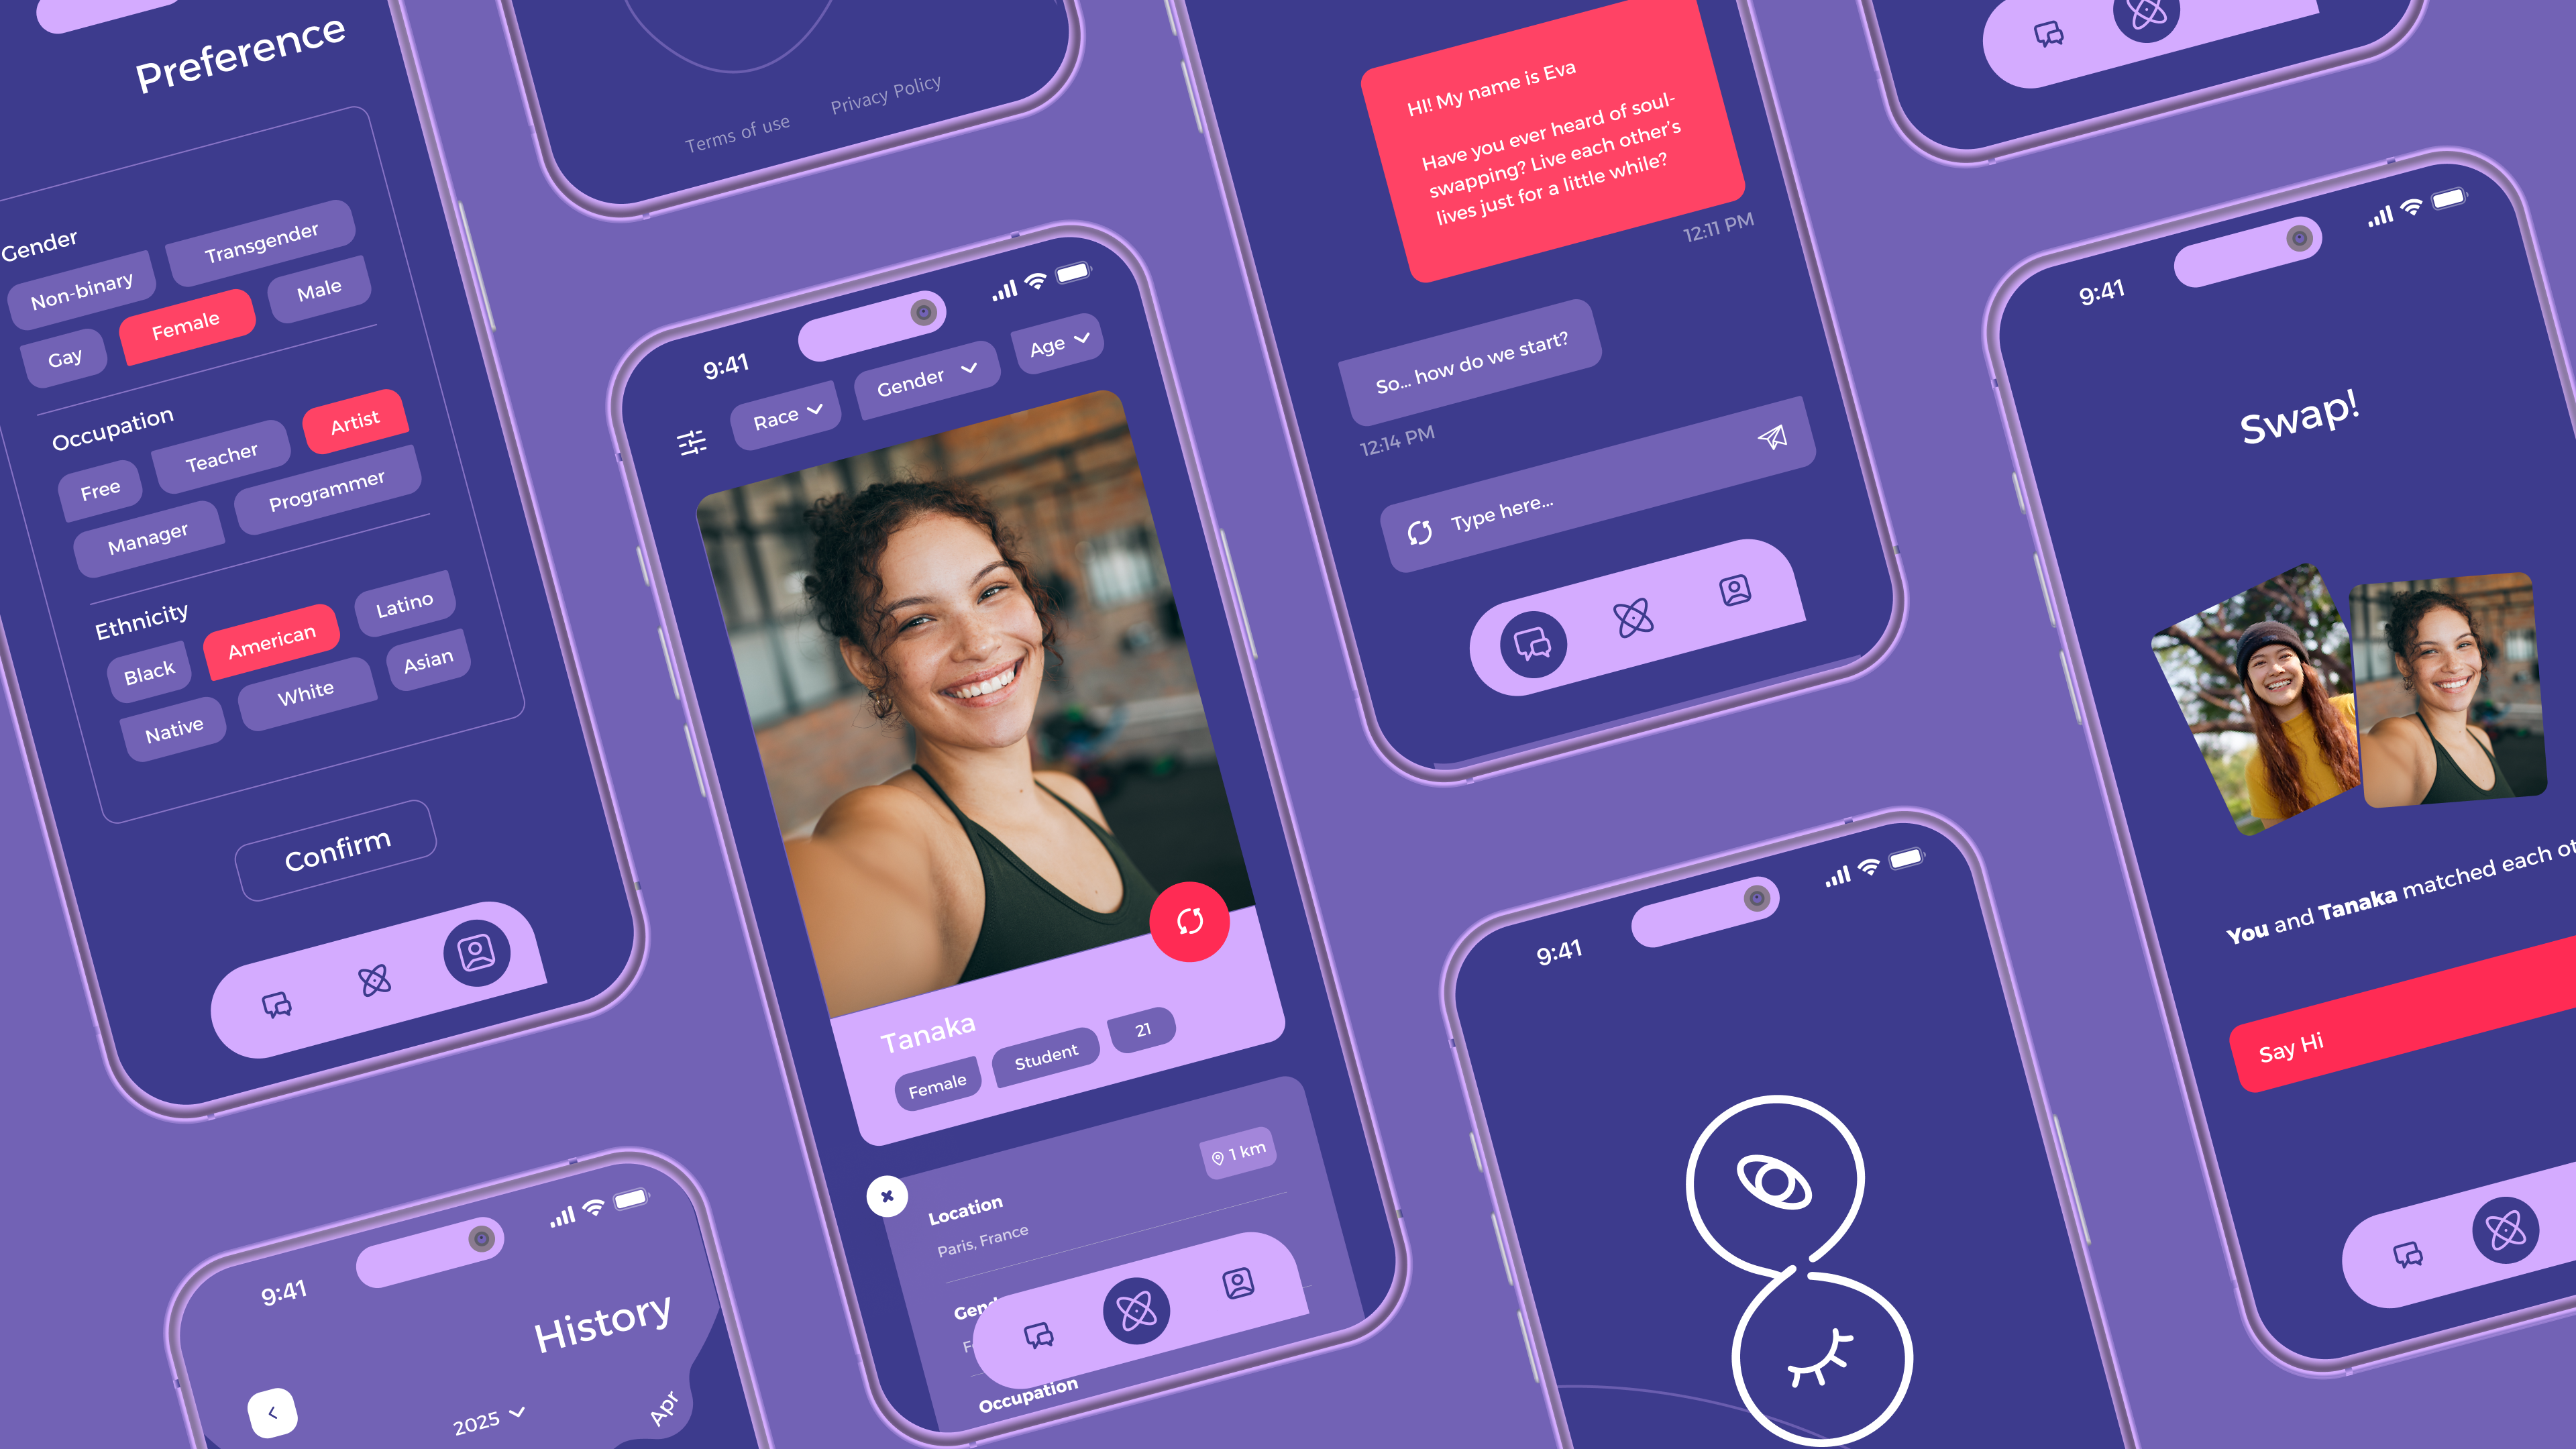 Preference
Gender
Non-binary
Transgender
Gay
Female
Male
Occupation
Free
Teacher
Artist
Manager
Programmer
Ethnicity
Black
American
Latino
Native
White
Asian
Confirm
Terms of use
Privacy Policy
9:41
Race
Gender
Age
Tanaka
Female
Student
21
1 km
Location
Paris, France
Occupation
9:41
History
2025
Apr
HI! My name is Eva
Have you ever heard of soul-
swapping? Live each other's
lives just for a little while?
12:11 PM
So... how do we start?
12:14 PM
Type here...
9:41
9:41
Swap!
You and Tanaka matched each
Say Hi